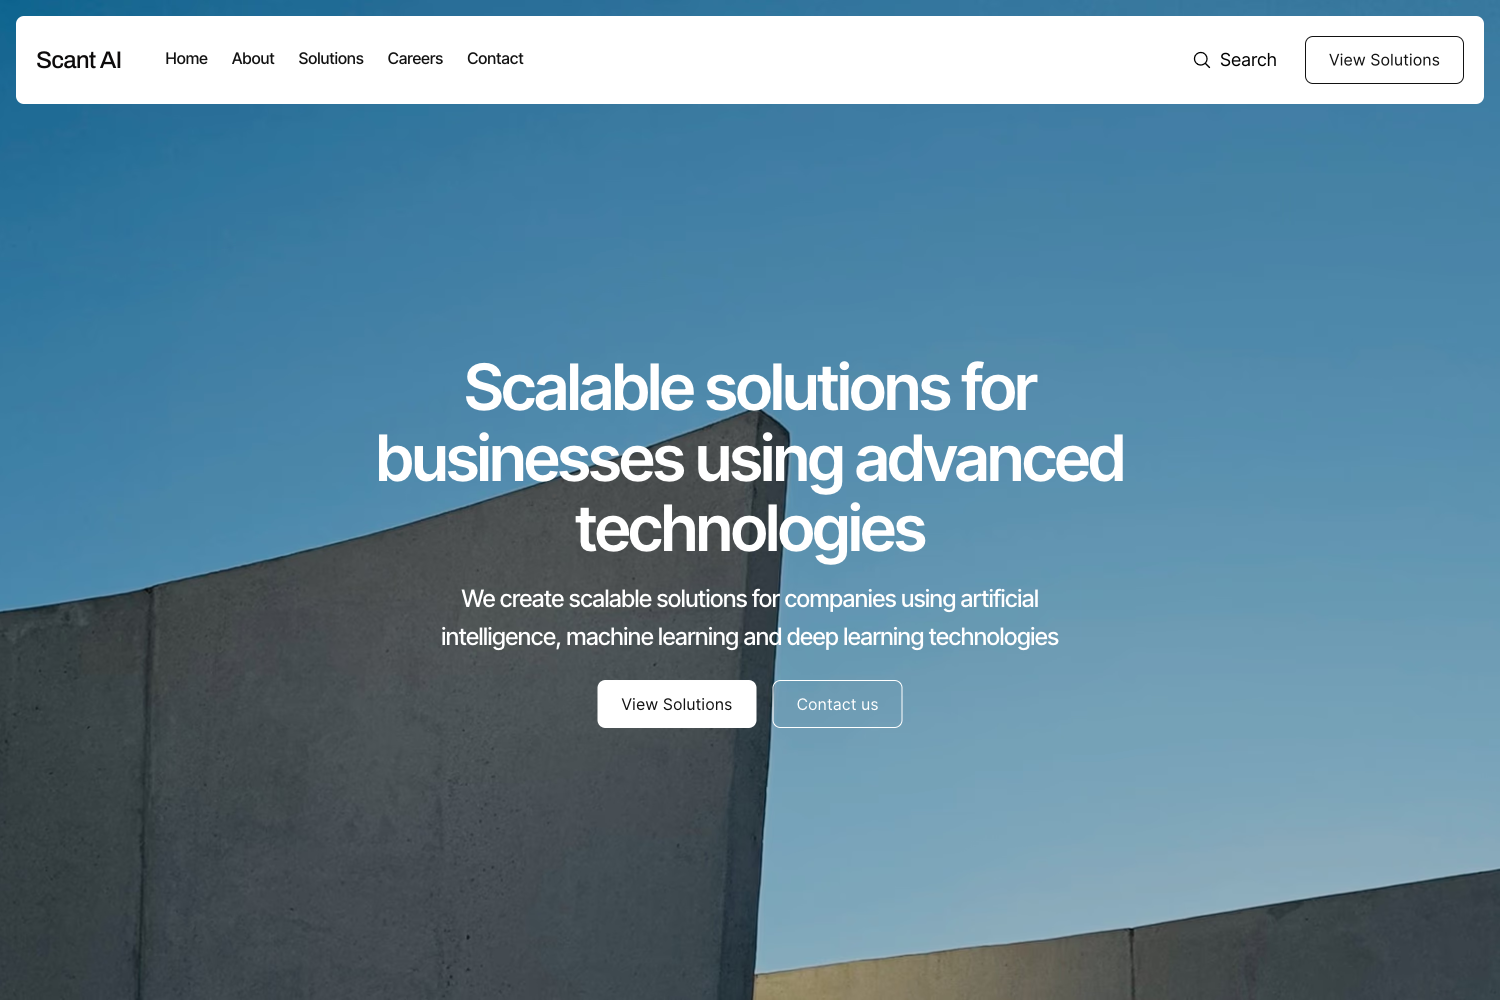 Scant AI
Home
About
Solutions
Careers
Contact
Search
View Solutions
Scalable solutions for
businesses using advanced
technologies
We create scalable solutions for companies using artificial
intelligence, machine learning and deep learning technologies
View Solutions
Contact us